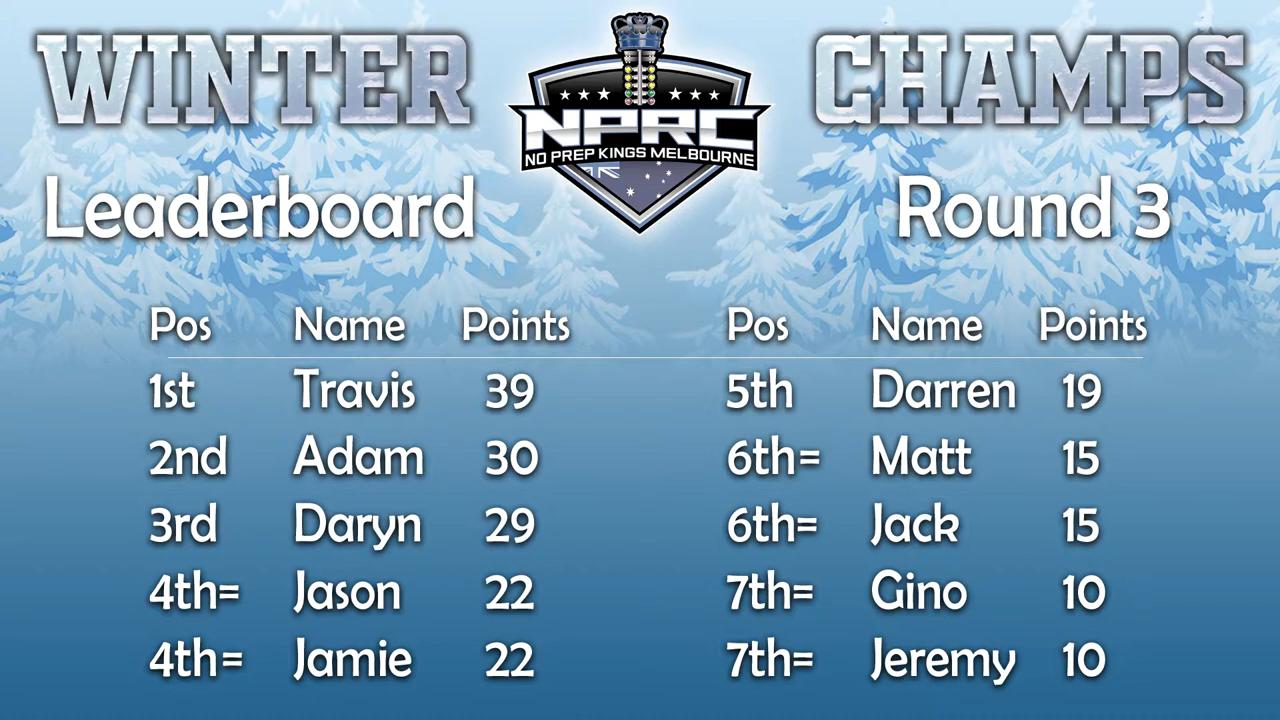 WINTER CHAMPS
NPRC
NO PREP KINGS MELBOURNE
Leaderboard
Round 3
Pos Name Points
1st Travis 39
2nd Adam 30
3rd Daryn 29
4th= Jason 22
4th= Jamie 22
Pos Name Points
5th Darren 19
6th= Matt 15
6th= Jack 15
7th= Gino 10
7th= Jeremy 10